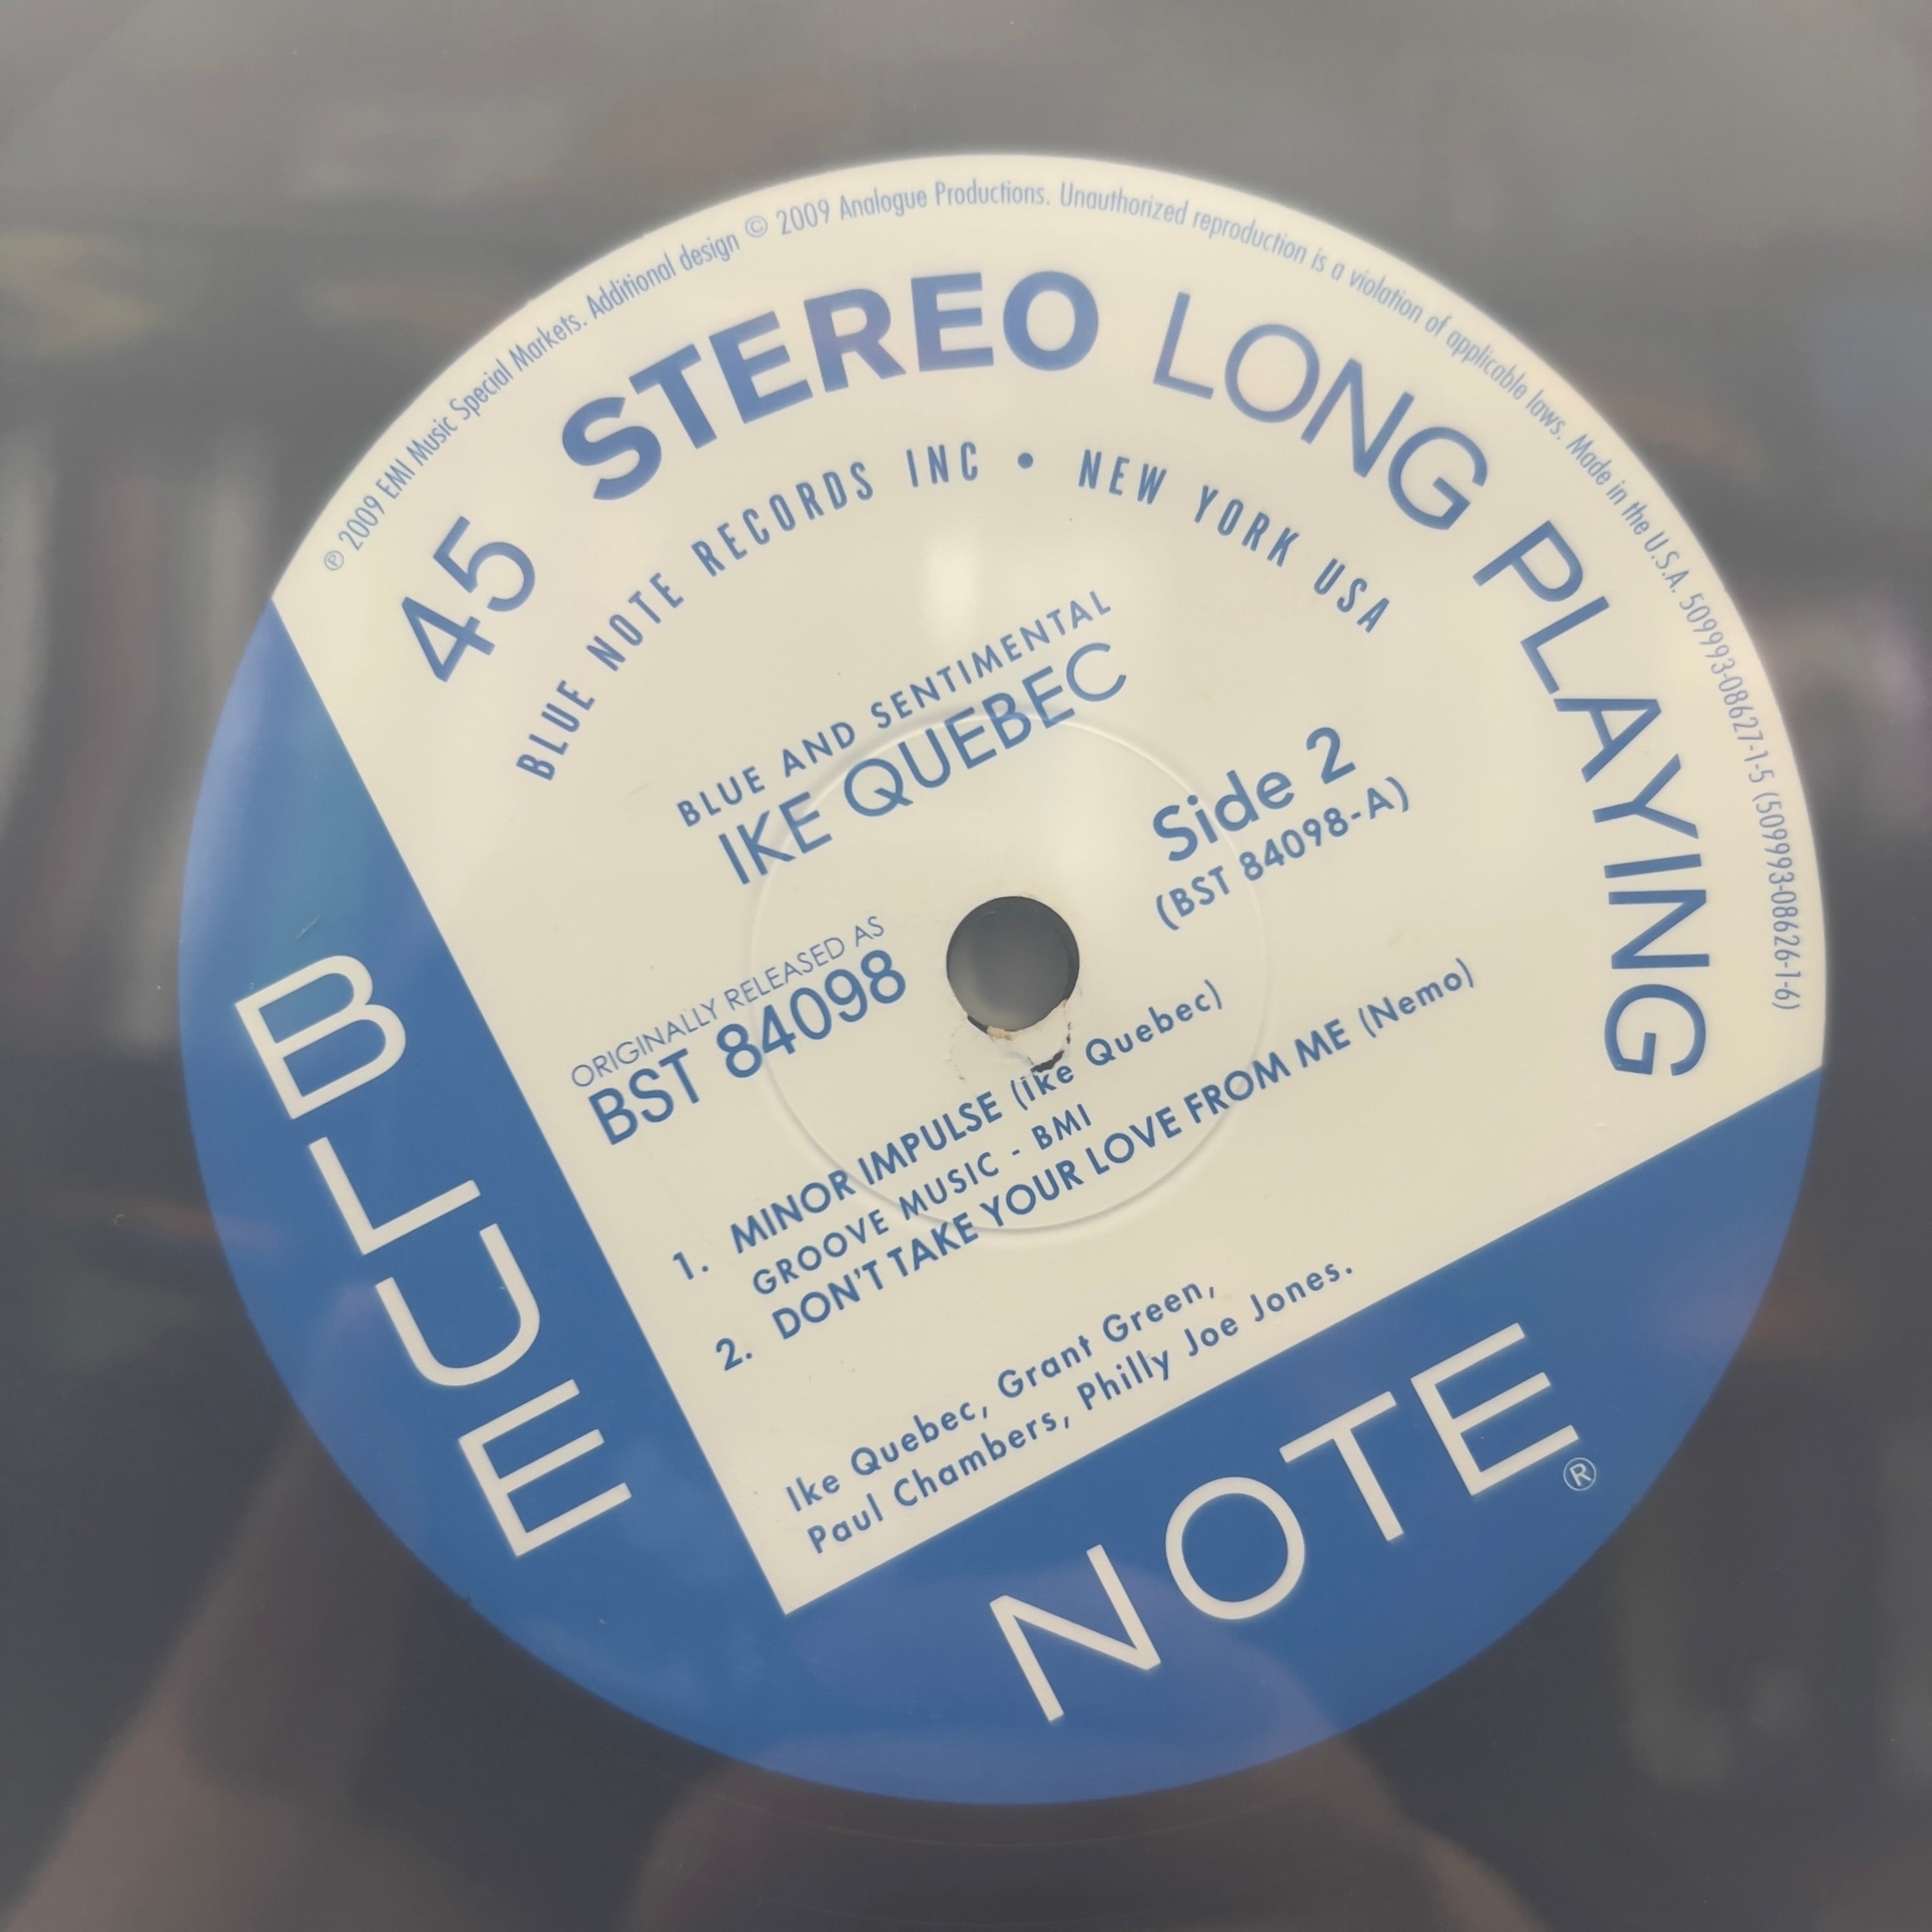 ℗ 2009 EMI Music Special Markets. Additional design © 2009 Analogue Productions. Unauthorized reproduction is a violation of applicable laws. Made in the U.S.A. 509993-08627-1-5 (509993-08626-1-6)
45 STEREO LONG PLAYING
BLUE NOTE RECORDS INC • NEW YORK USA
BLUE AND SENTIMENTAL
IKE QUEBEC
Side 2
(BST 84098-A)
ORIGINALLY RELEASED AS
BST 84098
1. MINOR IMPULSE (Ike Quebec)
GROOVE MUSIC - BMI
2. DON'T TAKE YOUR LOVE FROM ME (Nemo)
Ike Quebec, Grant Green,
Paul Chambers, Philly Joe Jones.
BLUE
NOTE®